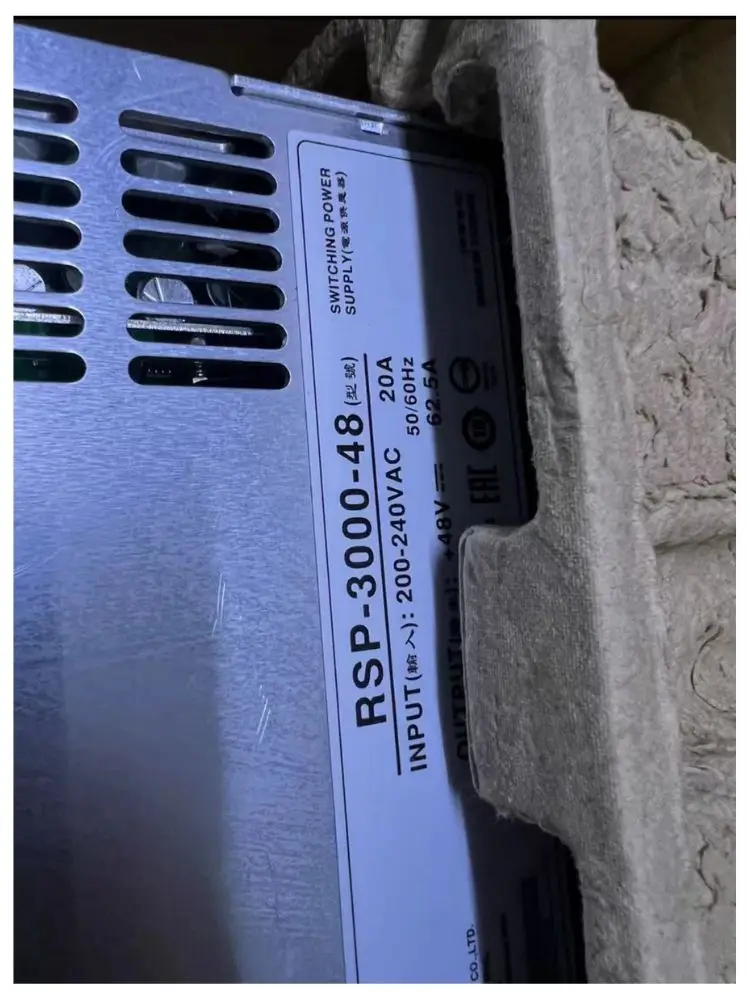 SWITCHING POWER
SUPPLY(電源供應器)
RSP-3000-48(型號)
INPUT(輸入): 200-240VAC 20A
50/60Hz
OUTPUT : +48V ⎓ 62.5A
EAC
CO.,LTD.